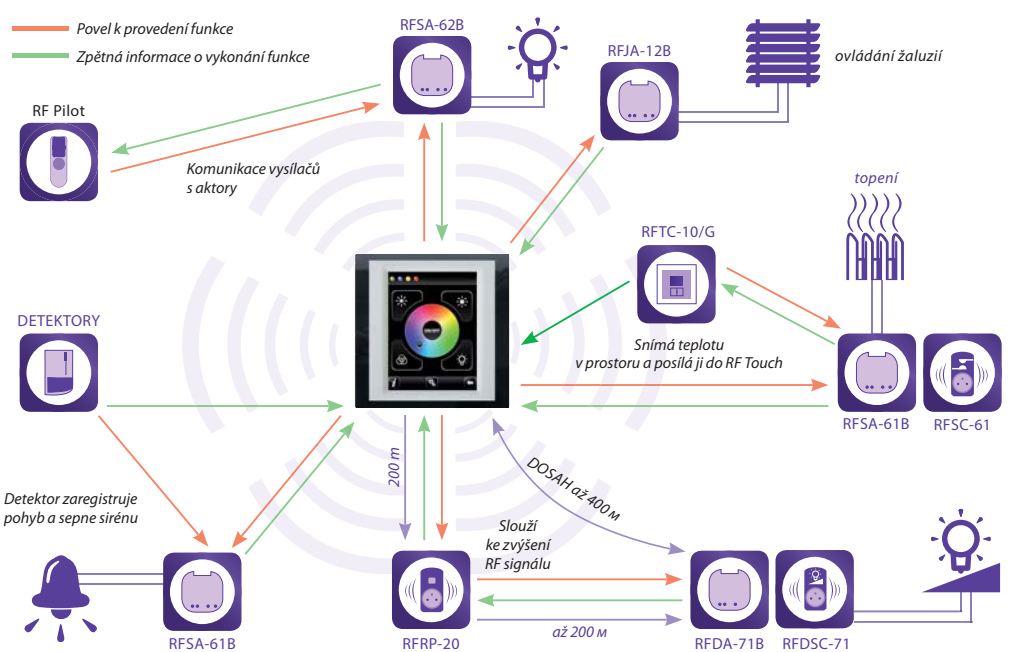 Povel k provedení funkce
Zpětná informace o vykonání funkce
RFSA-62B
RFJA-12B
ovládání žaluzií
RF Pilot
Komunikace vysílačů
s aktory
topení
RFTC-10/G
DETEKTORY
Snímá teplotu
v prostoru a posílá ji do RF Touch
RFSA-61B
RFSC-61
200 m
DOSAH až 400 м
Detektor zaregistruje
pohyb a sepne sirénu
Slouží
ke zvýšení
RF signálu
až 200 м
RFSA-61B
RFRP-20
RFDA-71B
RFDSC-71